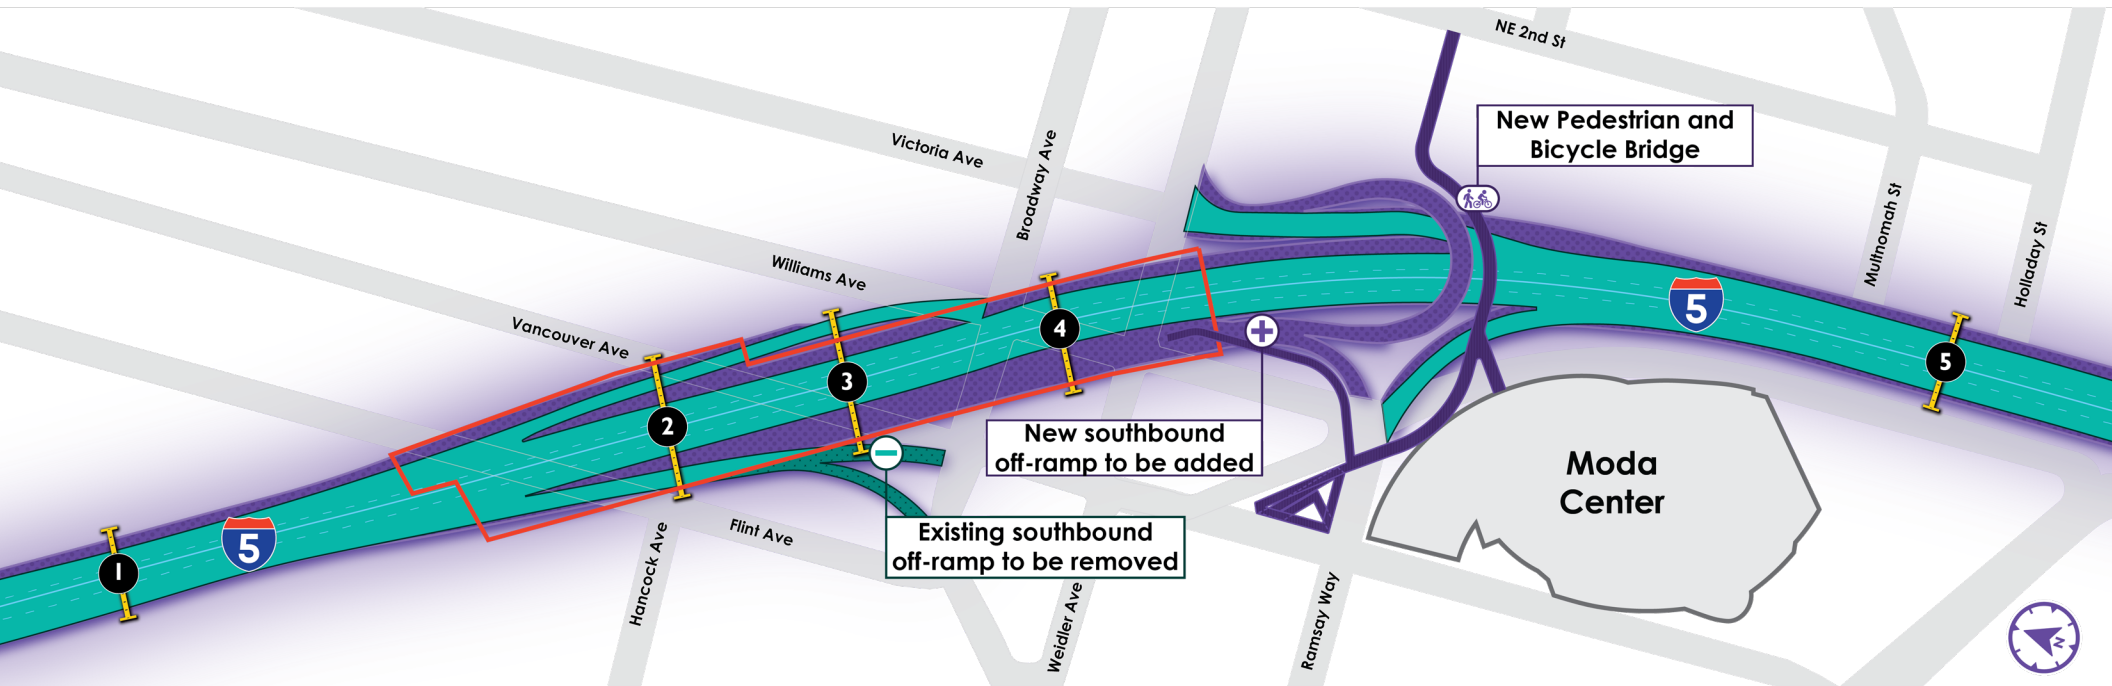 NE 2nd St
New Pedestrian and
Bicycle Bridge
Victoria Ave
Broadway Ave
Multnomah St
Holladay St
Williams Ave
5
Vancouver Ave
4
5
3
2
New southbound
off-ramp to be added
Moda
Center
Existing southbound
off-ramp to be removed
Flint Ave
5
1
Hancock Ave
Weidler Ave
Ramsay Way
N